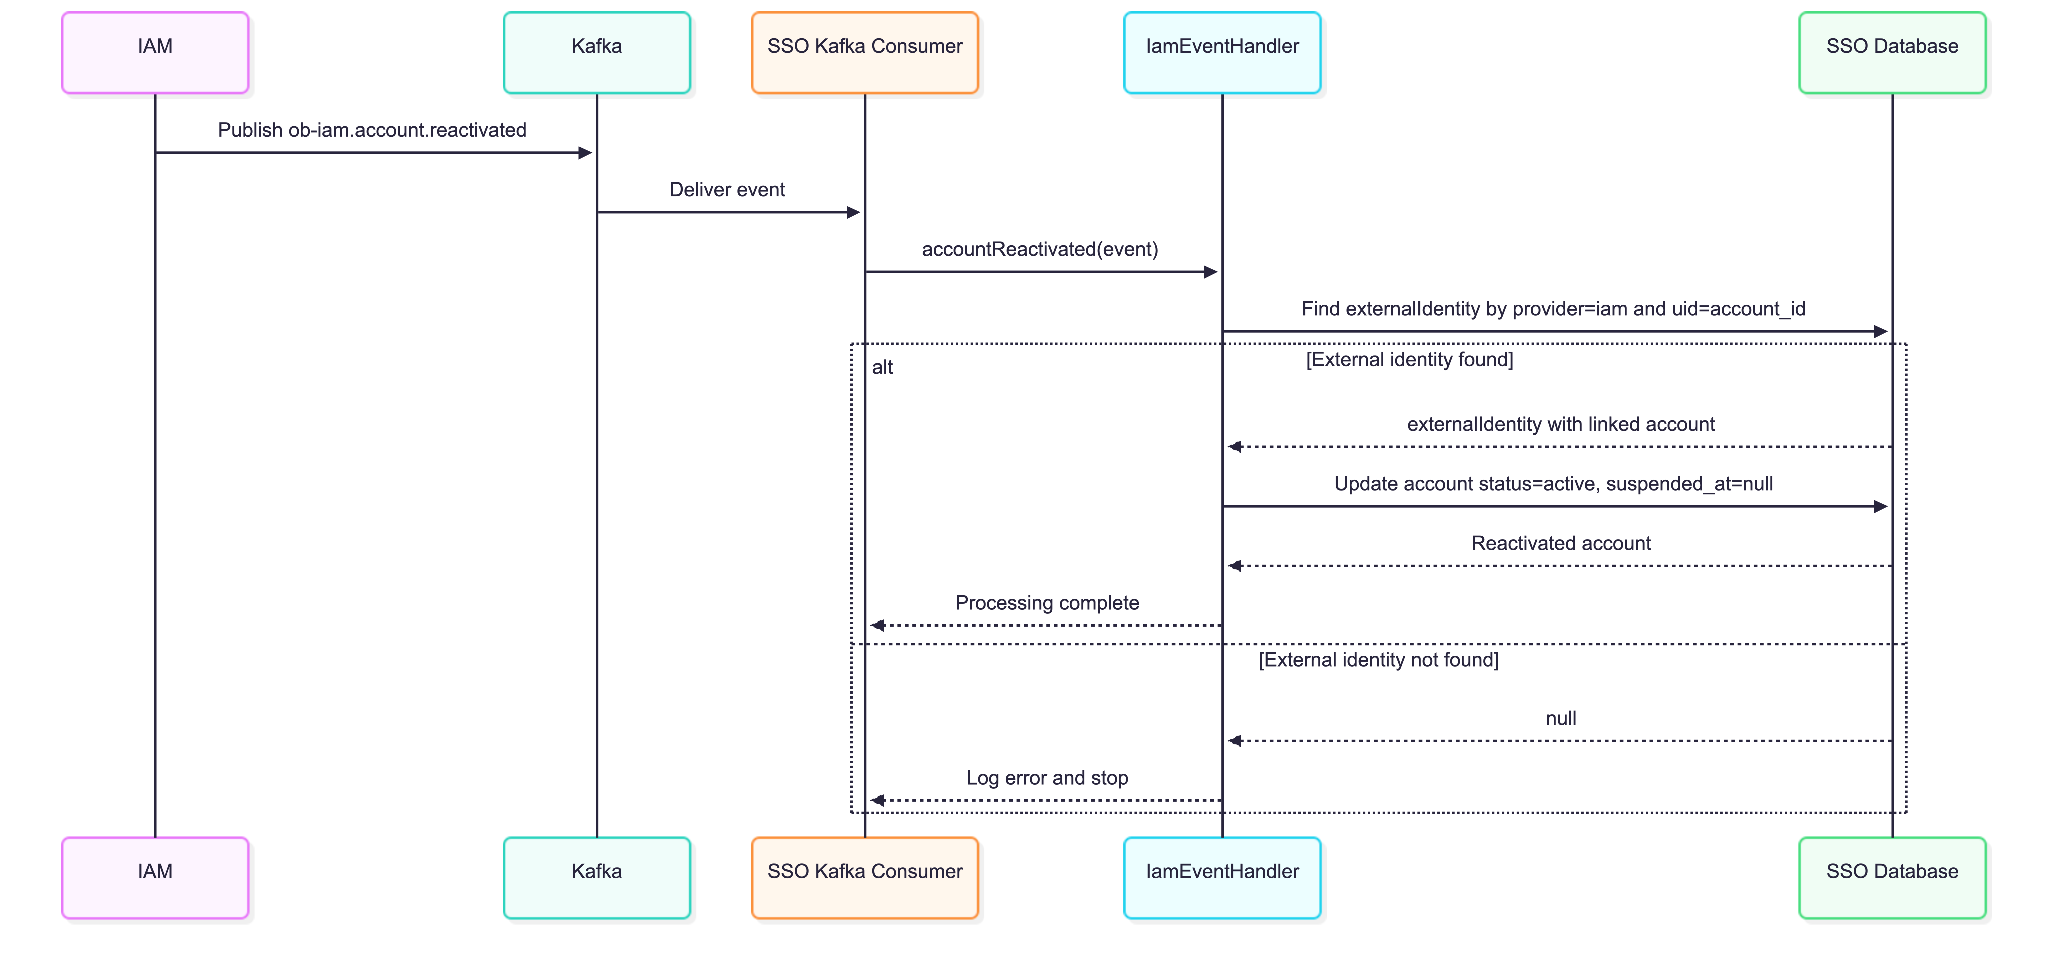 IAM
Kafka
SSO Kafka Consumer
IamEventHandler
SSO Database
Publish ob-iam.account.reactivated
Deliver event
accountReactivated(event)
Find externalIdentity by provider=iam and uid=account_id
alt
[External identity found]
externalIdentity with linked account
Update account status=active, suspended_at=null
Reactivated account
Processing complete
[External identity not found]
null
Log error and stop
IAM
Kafka
SSO Kafka Consumer
IamEventHandler
SSO Database